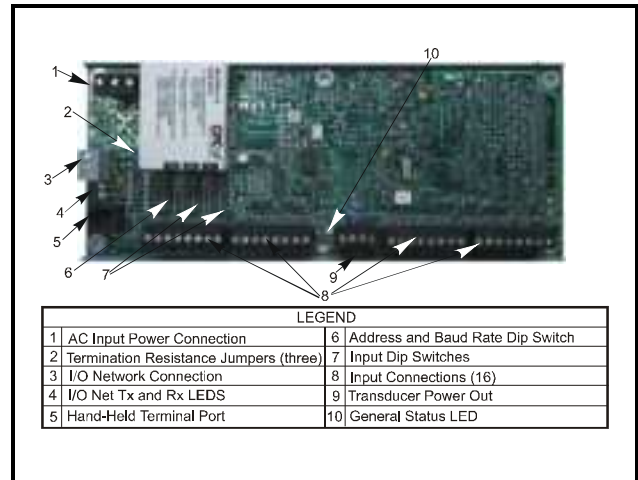 10
1
2
3
4
5
6
7
8
9
LEGEND
1 AC Input Power Connection
2 Termination Resistance Jumpers (three)
3 I/O Network Connection
4 I/O Net Tx and Rx LEDS
5 Hand-Held Terminal Port
6 Address and Baud Rate Dip Switch
7 Input Dip Switches
8 Input Connections (16)
9 Transducer Power Out
10 General Status LED